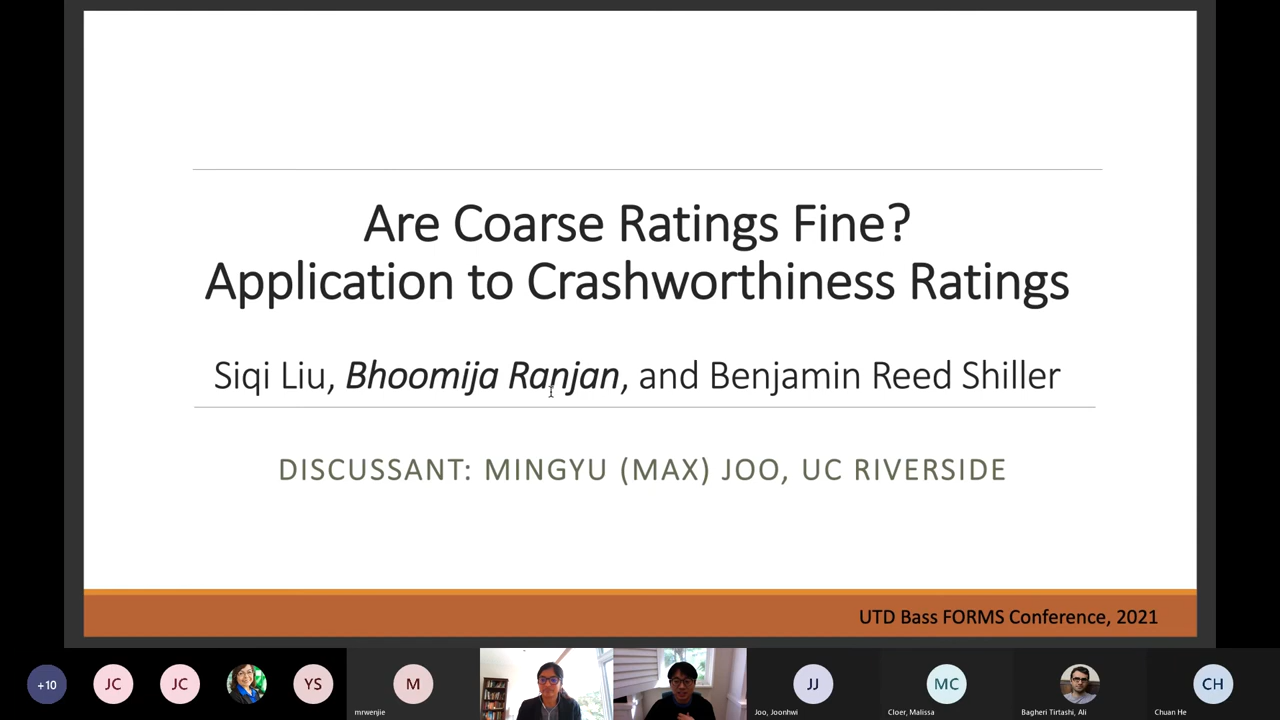 Are Coarse Ratings Fine?
Application to Crashworthiness Ratings
Siqi Liu, Bhoomija Ranjan, and Benjamin Reed Shiller
DISCUSSANT: MINGYU (MAX) JOO, UC RIVERSIDE
UTD Bass FORMS Conference, 2021
+10
JC
JC
YS
M
JJ
MC
CH
mrwenjie
Joo, Joonhwi
Cloer, Malissa
Bagheri Tirtashi, Ali
Chuan He